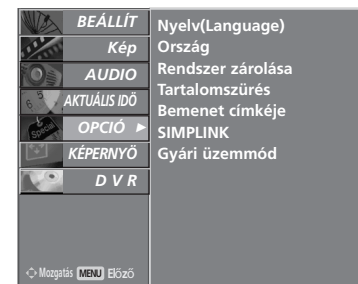 BEÁLLÍT
Kép
AUDIO
AKTUÁLIS IDŐ
OPCIÓ
KÉPERNYÖ
D V R
Mozgatás MENU Előző
Nyelv(Language)
Ország
Rendszer zárolása
Tartalomszűrés
Bemenet címkéje
SIMPLINK
Gyári üzemmód